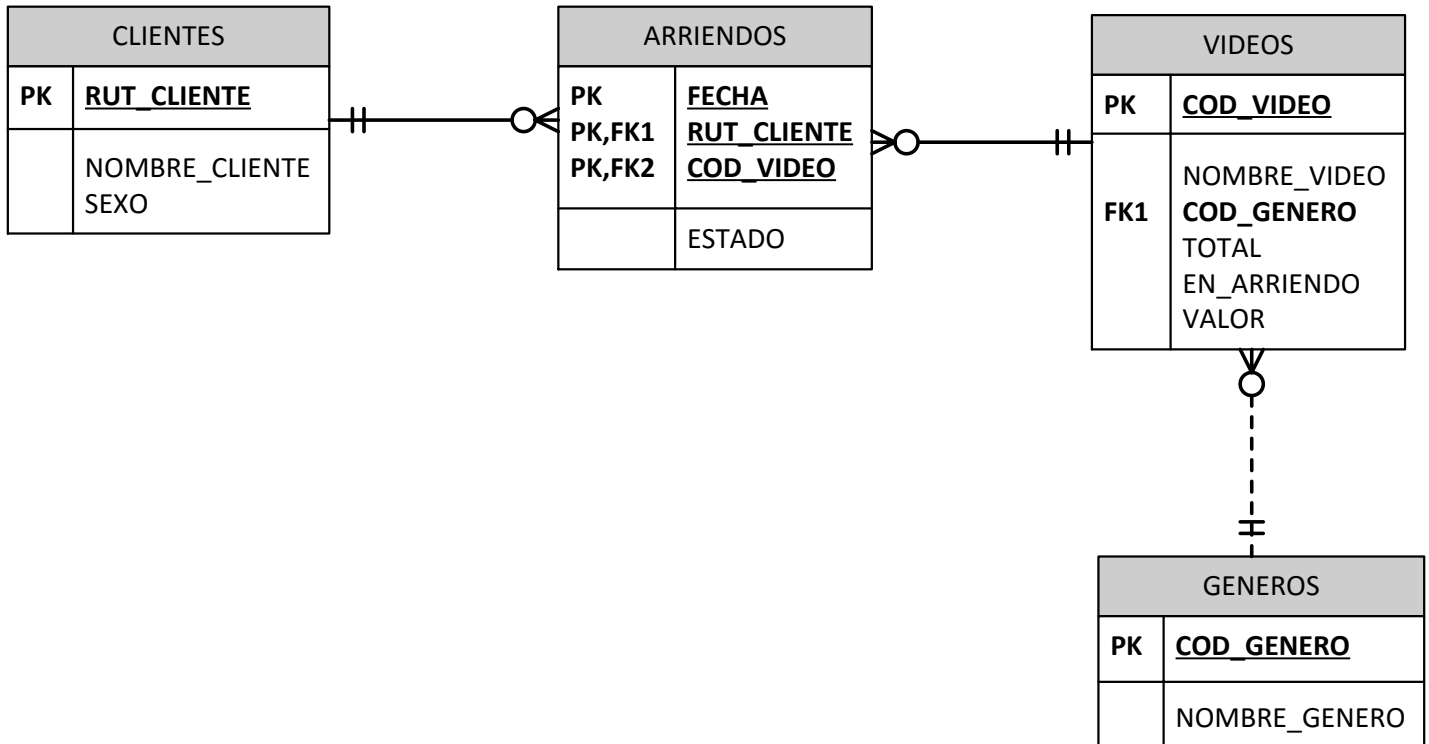 CLIENTES
PK RUT_CLIENTE
NOMBRE_CLIENTE
SEXO
ARRIENDOS
PK FECHA
PK,FK1 RUT_CLIENTE
PK,FK2 COD_VIDEO
ESTADO
VIDEOS
PK COD_VIDEO
NOMBRE_VIDEO
FK1 COD_GENERO
TOTAL
EN_ARRIENDO
VALOR
GENEROS
PK COD_GENERO
NOMBRE_GENERO